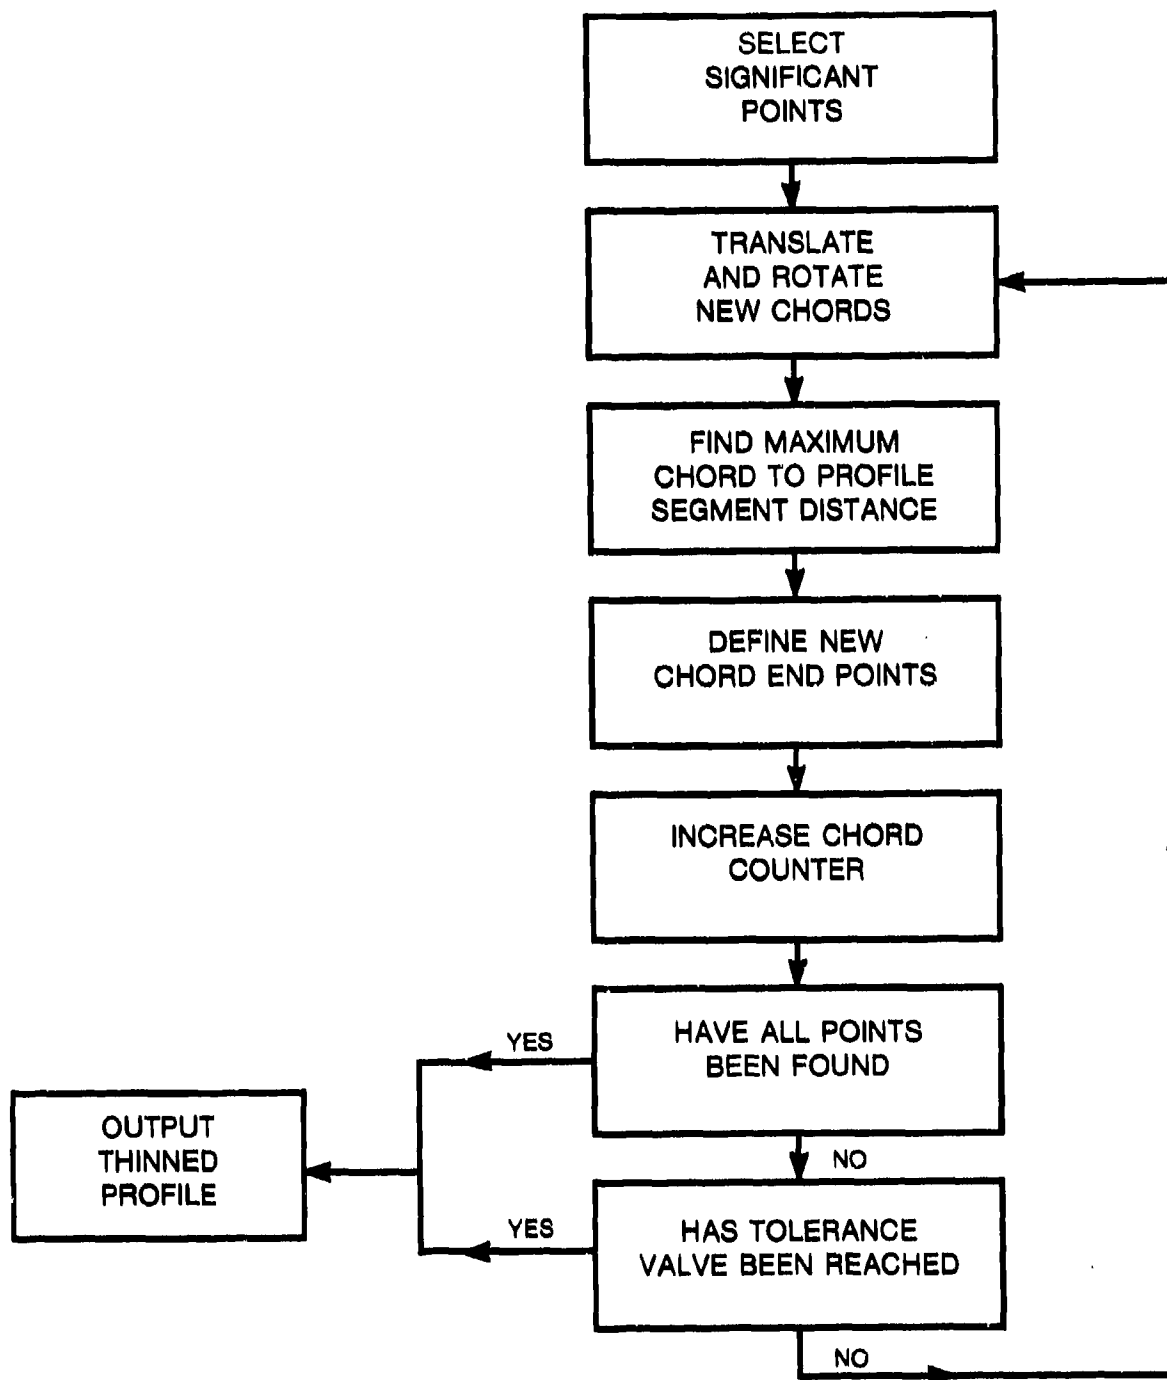 SELECT
SIGNIFICANT
POINTS
TRANSLATE
AND ROTATE
NEW CHORDS
FIND MAXIMUM
CHORD TO PROFILE
SEGMENT DISTANCE
DEFINE NEW
CHORD END POINTS
INCREASE CHORD
COUNTER
HAVE ALL POINTS
BEEN FOUND
YES
NO
OUTPUT
THINNED
PROFILE
HAS TOLERANCE
VALVE BEEN REACHED
YES
NO